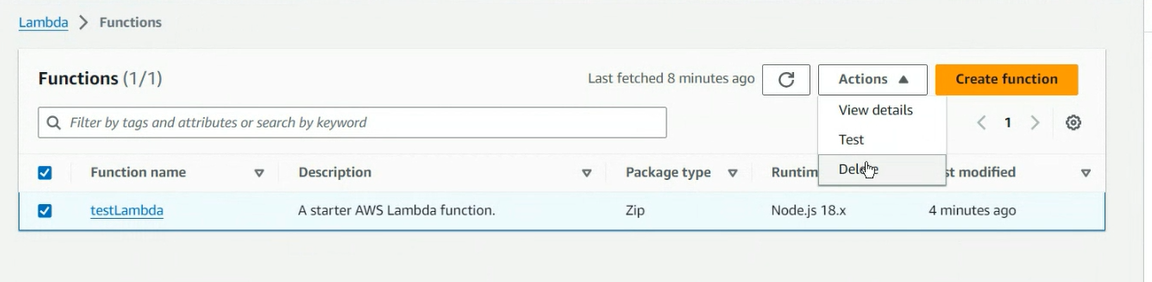 Lambda > Functions
Functions (1/1) Last fetched 8 minutes ago Actions Create function
View details
Filter by tags and attributes or search by keyword 1
Test
Function name Description Package type
testLambda A starter AWS Lambda function. Zip Node.js 18.x 4 minutes ago